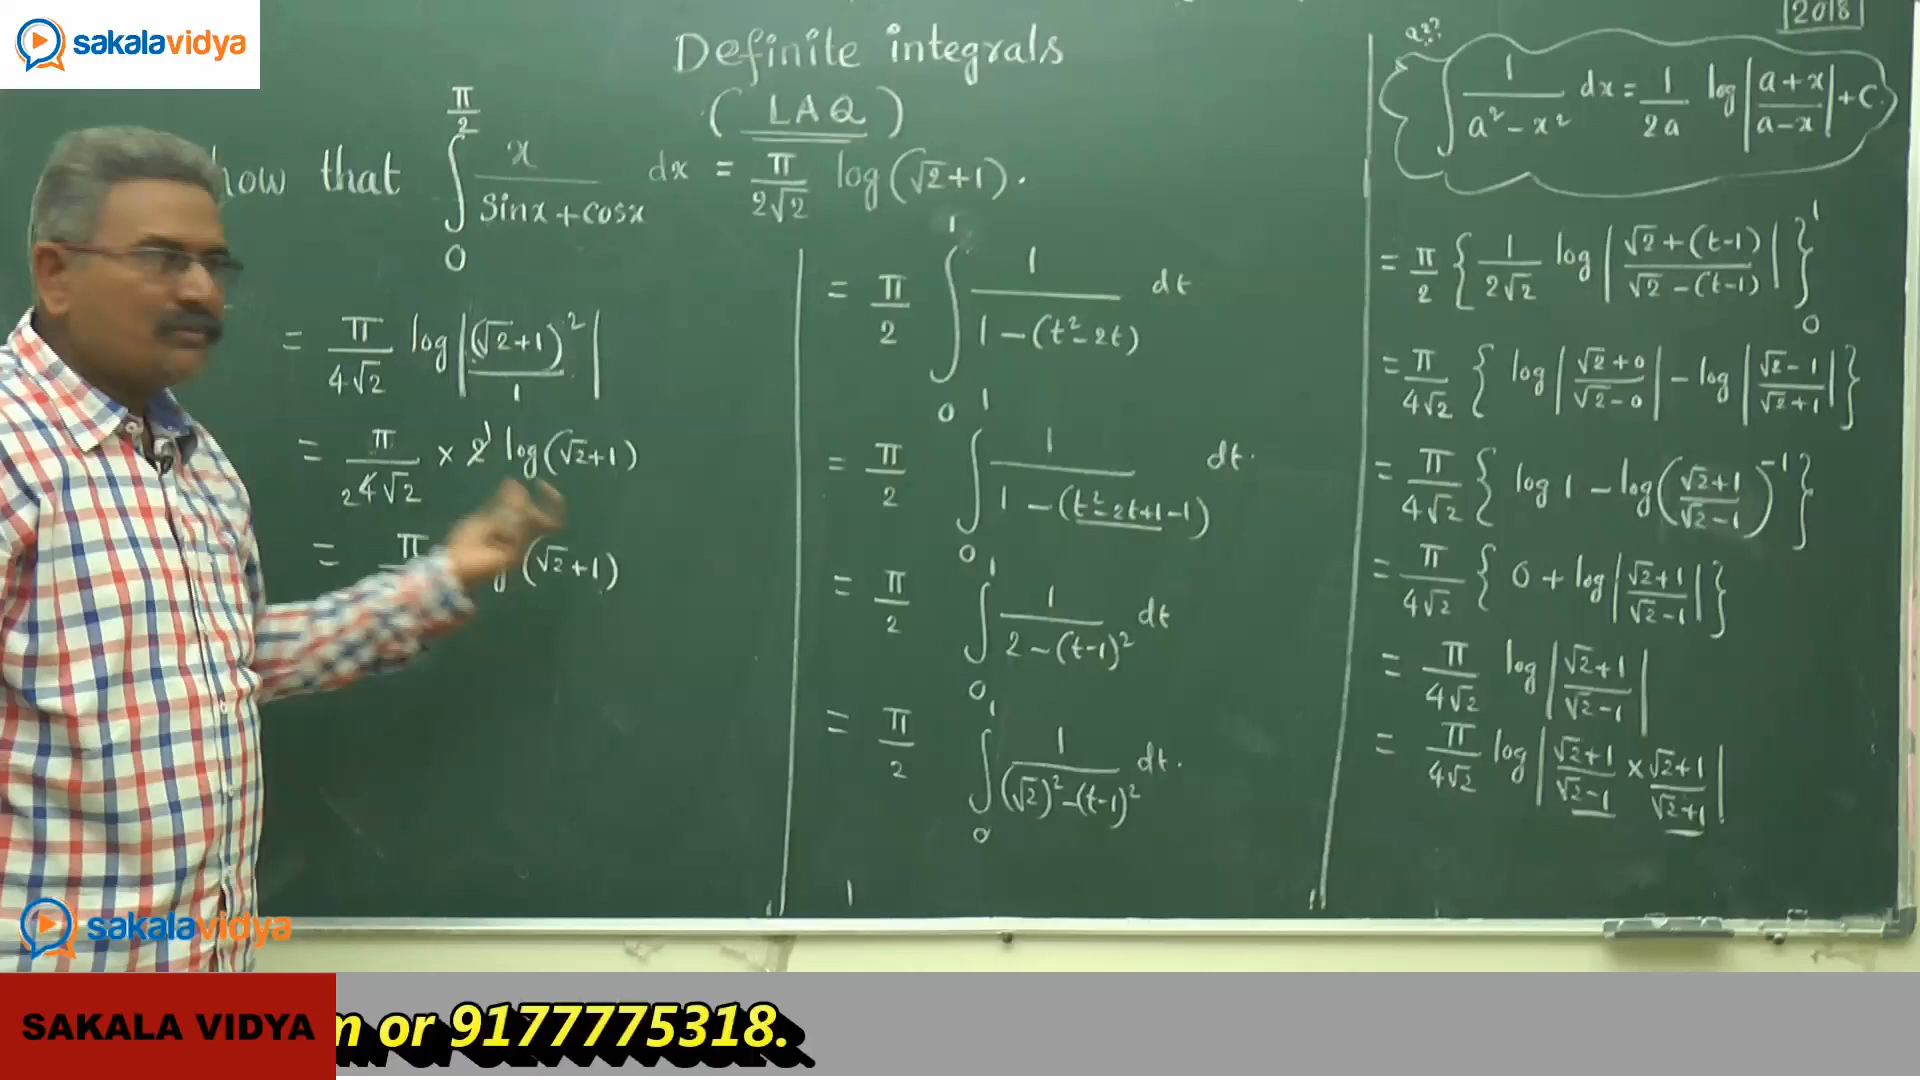 sakalavidya
Definite integrals
(LAQ)
how that ∫₀^(π/2) x/(sinx+cosx) dx = π/(2√2) log(√2+1).
= π/(4√2) log|(√2+1)²/1|
= π/(₂4√2) × 2¹ log(√2+1)
= π (√2+1)
= π/2 ∫₀¹ 1/(1-(t²-2t)) dt
= π/2 ∫₀¹ 1/(1-(t²-2t+1-1)) dt.
= π/2 ∫₀¹ 1/(2-(t-1)²) dt
= π/2 ∫₀¹ 1/((√2)²-(t-1)²) dt.
2018
∫ 1/(a²-x²) dx = 1/(2a) log|(a+x)/(a-x)|+C.
= π/2 {1/(2√2) log|(√2+(t-1))/(√2-(t-1))|}₀¹
= π/(4√2) {log|(√2+0)/(√2-0)| - log|(√2-1)/(√2+1)|}
= π/(4√2) {log 1 - log((√2+1)/(√2-1))⁻¹}
= π/(4√2) {0 + log|(√2+1)/(√2-1)|}
= π/(4√2) log|(√2+1)/(√2-1)|
= π/(4√2) log|(√2+1)/(√2-1) × (√2+1)/(√2+1)|
sakalavidya
SAKALA VIDYA
m or 9177775318.